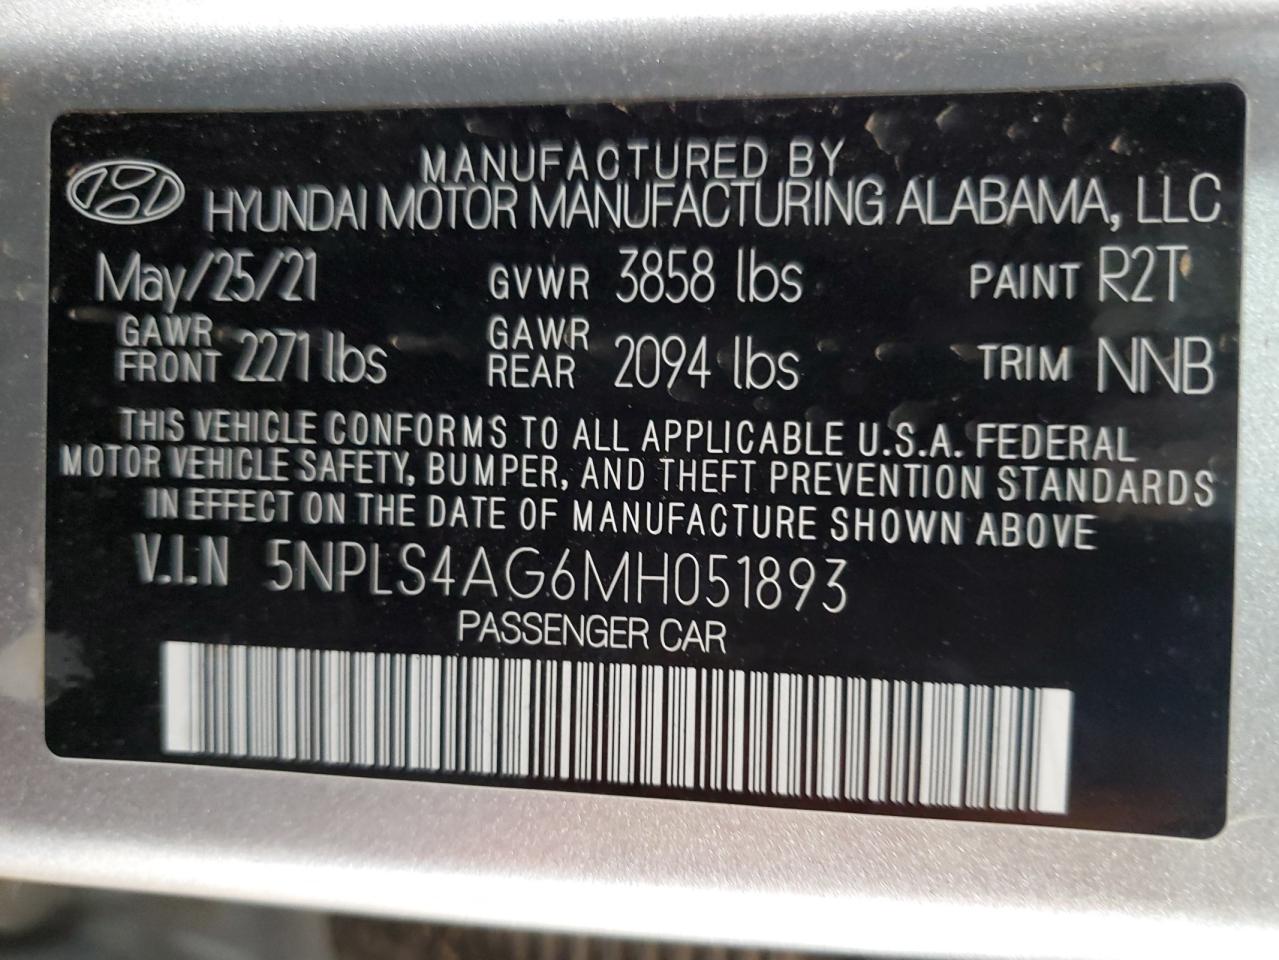 MANUFACTURED BY
HYUNDAI MOTOR MANUFACTURING ALABAMA, LLC
May/25/21 GVWR 3858 lbs PAINT R2T
GAWR FRONT 2271 lbs GAWR REAR 2094 lbs TRIM NNB
THIS VEHICLE CONFORMS TO ALL APPLICABLE U.S.A. FEDERAL
MOTOR VEHICLE SAFETY, BUMPER, AND THEFT PREVENTION STANDARDS
IN EFFECT ON THE DATE OF MANUFACTURE SHOWN ABOVE
V.I.N 5NPLS4AG6MH051893
PASSENGER CAR